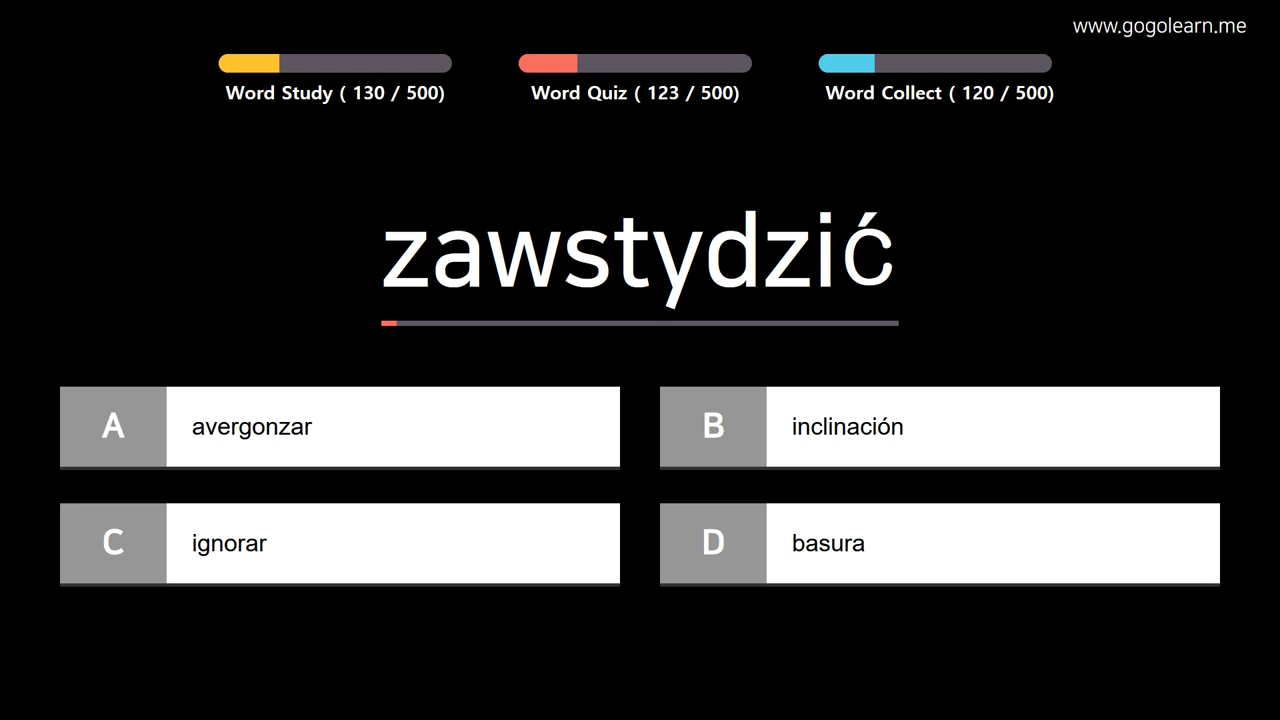 www.gogolearn.me
Word Study ( 130 / 500)
Word Quiz ( 123 / 500)
Word Collect ( 120 / 500)
zawstydzić
A avergonzar
B inclinación
C ignorar
D basura